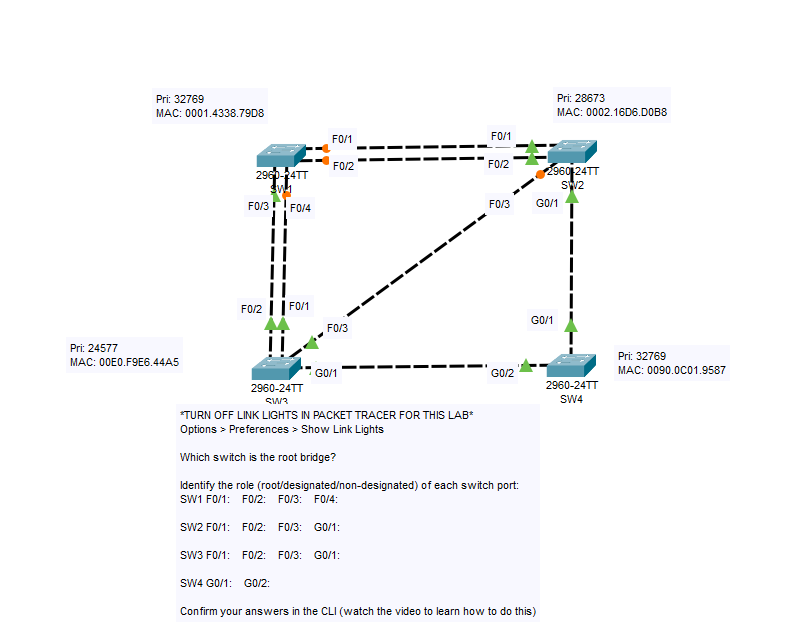 Pri: 32769
MAC: 0001.4338.79D8
Pri: 28673
MAC: 0002.16D6.D0B8
F0/1
F0/1
F0/2
F0/2
2960-24TT
SW1
2960-24TT
SW2
F0/3
F0/4
F0/3
G0/1
F0/2
F0/1
F0/3
G0/1
Pri: 24577
MAC: 00E0.F9E6.44A5
G0/1
G0/2
Pri: 32769
MAC: 0090.0C01.9587
2960-24TT
SW3
2960-24TT
SW4
*TURN OFF LINK LIGHTS IN PACKET TRACER FOR THIS LAB*
Options > Preferences > Show Link Lights
Which switch is the root bridge?
Identify the role (root/designated/non-designated) of each switch port:
SW1 F0/1: F0/2: F0/3: F0/4:
SW2 F0/1: F0/2: F0/3: G0/1:
SW3 F0/1: F0/2: F0/3: G0/1:
SW4 G0/1: G0/2:
Confirm your answers in the CLI (watch the video to learn how to do this)